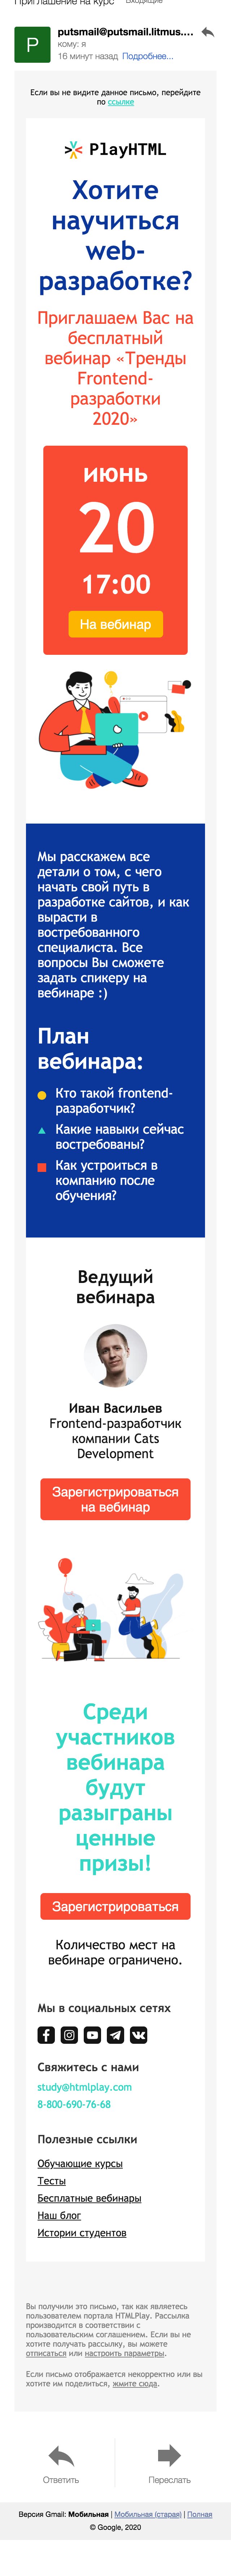 Приглашение на курс Входящие
P
putsmail@putsmail.litmus....
кому: я
16 минут назад Подробнее...
Если вы не видите данное письмо, перейдите
по ссылке
PlayHTML
Хотите
научиться
web-
разработке?
Приглашаем Вас на
бесплатный
вебинар «Тренды
Frontend-
разработки
2020»
июнь
20
17:00
На вебинар
Мы расскажем все
детали о том, с чего
начать свой путь в
разработке сайтов, и как
вырасти в
востребованного
специалиста. Все
вопросы Вы сможете
задать спикеру на
вебинаре :)
План
вебинара:
Кто такой frontend-
разработчик?
Какие навыки сейчас
востребованы?
Как устроиться в
компанию после
обучения?
Ведущий
вебинара
Иван Васильев
Frontend-разработчик
компании Cats
Development
Зарегистрироваться
на вебинар
Среди
участников
вебинара
будут
разыграны
ценные
призы!
Зарегистрироваться
Количество мест на
вебинаре ограничено.
Мы в социальных сетях
Свяжитесь с нами
study@htmlplay.com
8-800-690-76-68
Полезные ссылки
Обучающие курсы
Тесты
Бесплатные вебинары
Наш блог
Истории студентов
Вы получили это письмо, так как являетесь
пользователем портала HTMLPlay. Рассылка
производится в соответствии с
пользовательским соглашением. Если вы не
хотите получать рассылку, вы можете
отписаться или настроить параметры.
Если письмо отображается некорректно или вы
хотите им поделиться, жмите сюда.
Ответить Переслать
Версия Gmail: Мобильная | Мобильная (старая) | Полная
© Google, 2020